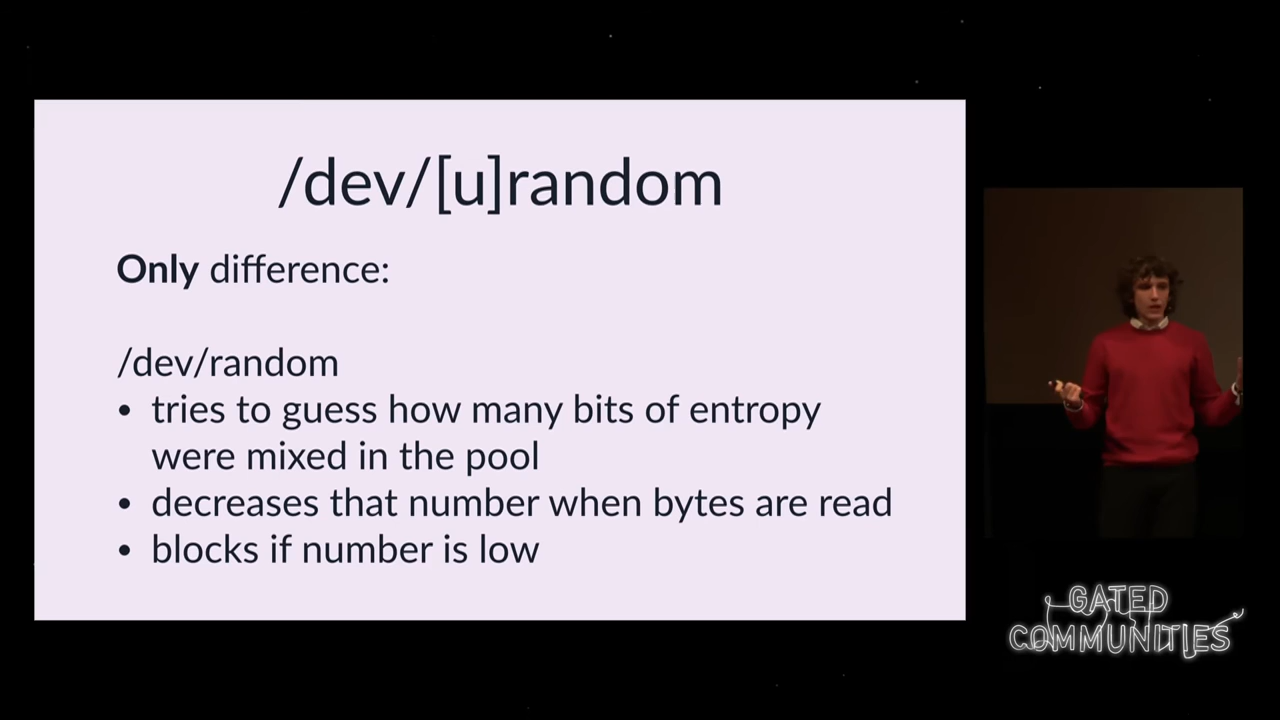 /dev/[u]random
Only difference:
/dev/random
• tries to guess how many bits of entropy
were mixed in the pool
• decreases that number when bytes are read
• blocks if number is low
GATED
COMMUNITIES